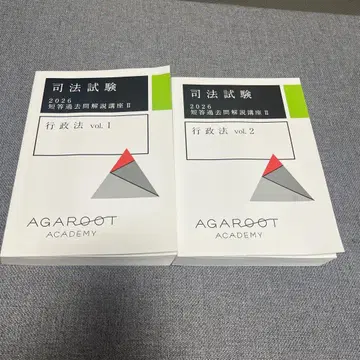 司法試験
2026
短答過去問解説講座Ⅱ
行政法 vol.1
AGAROOT
ACADEMY
司法試験
2026
短答過去問解説講座Ⅱ
行政法 vol.2
AGAROOT
ACADEMY